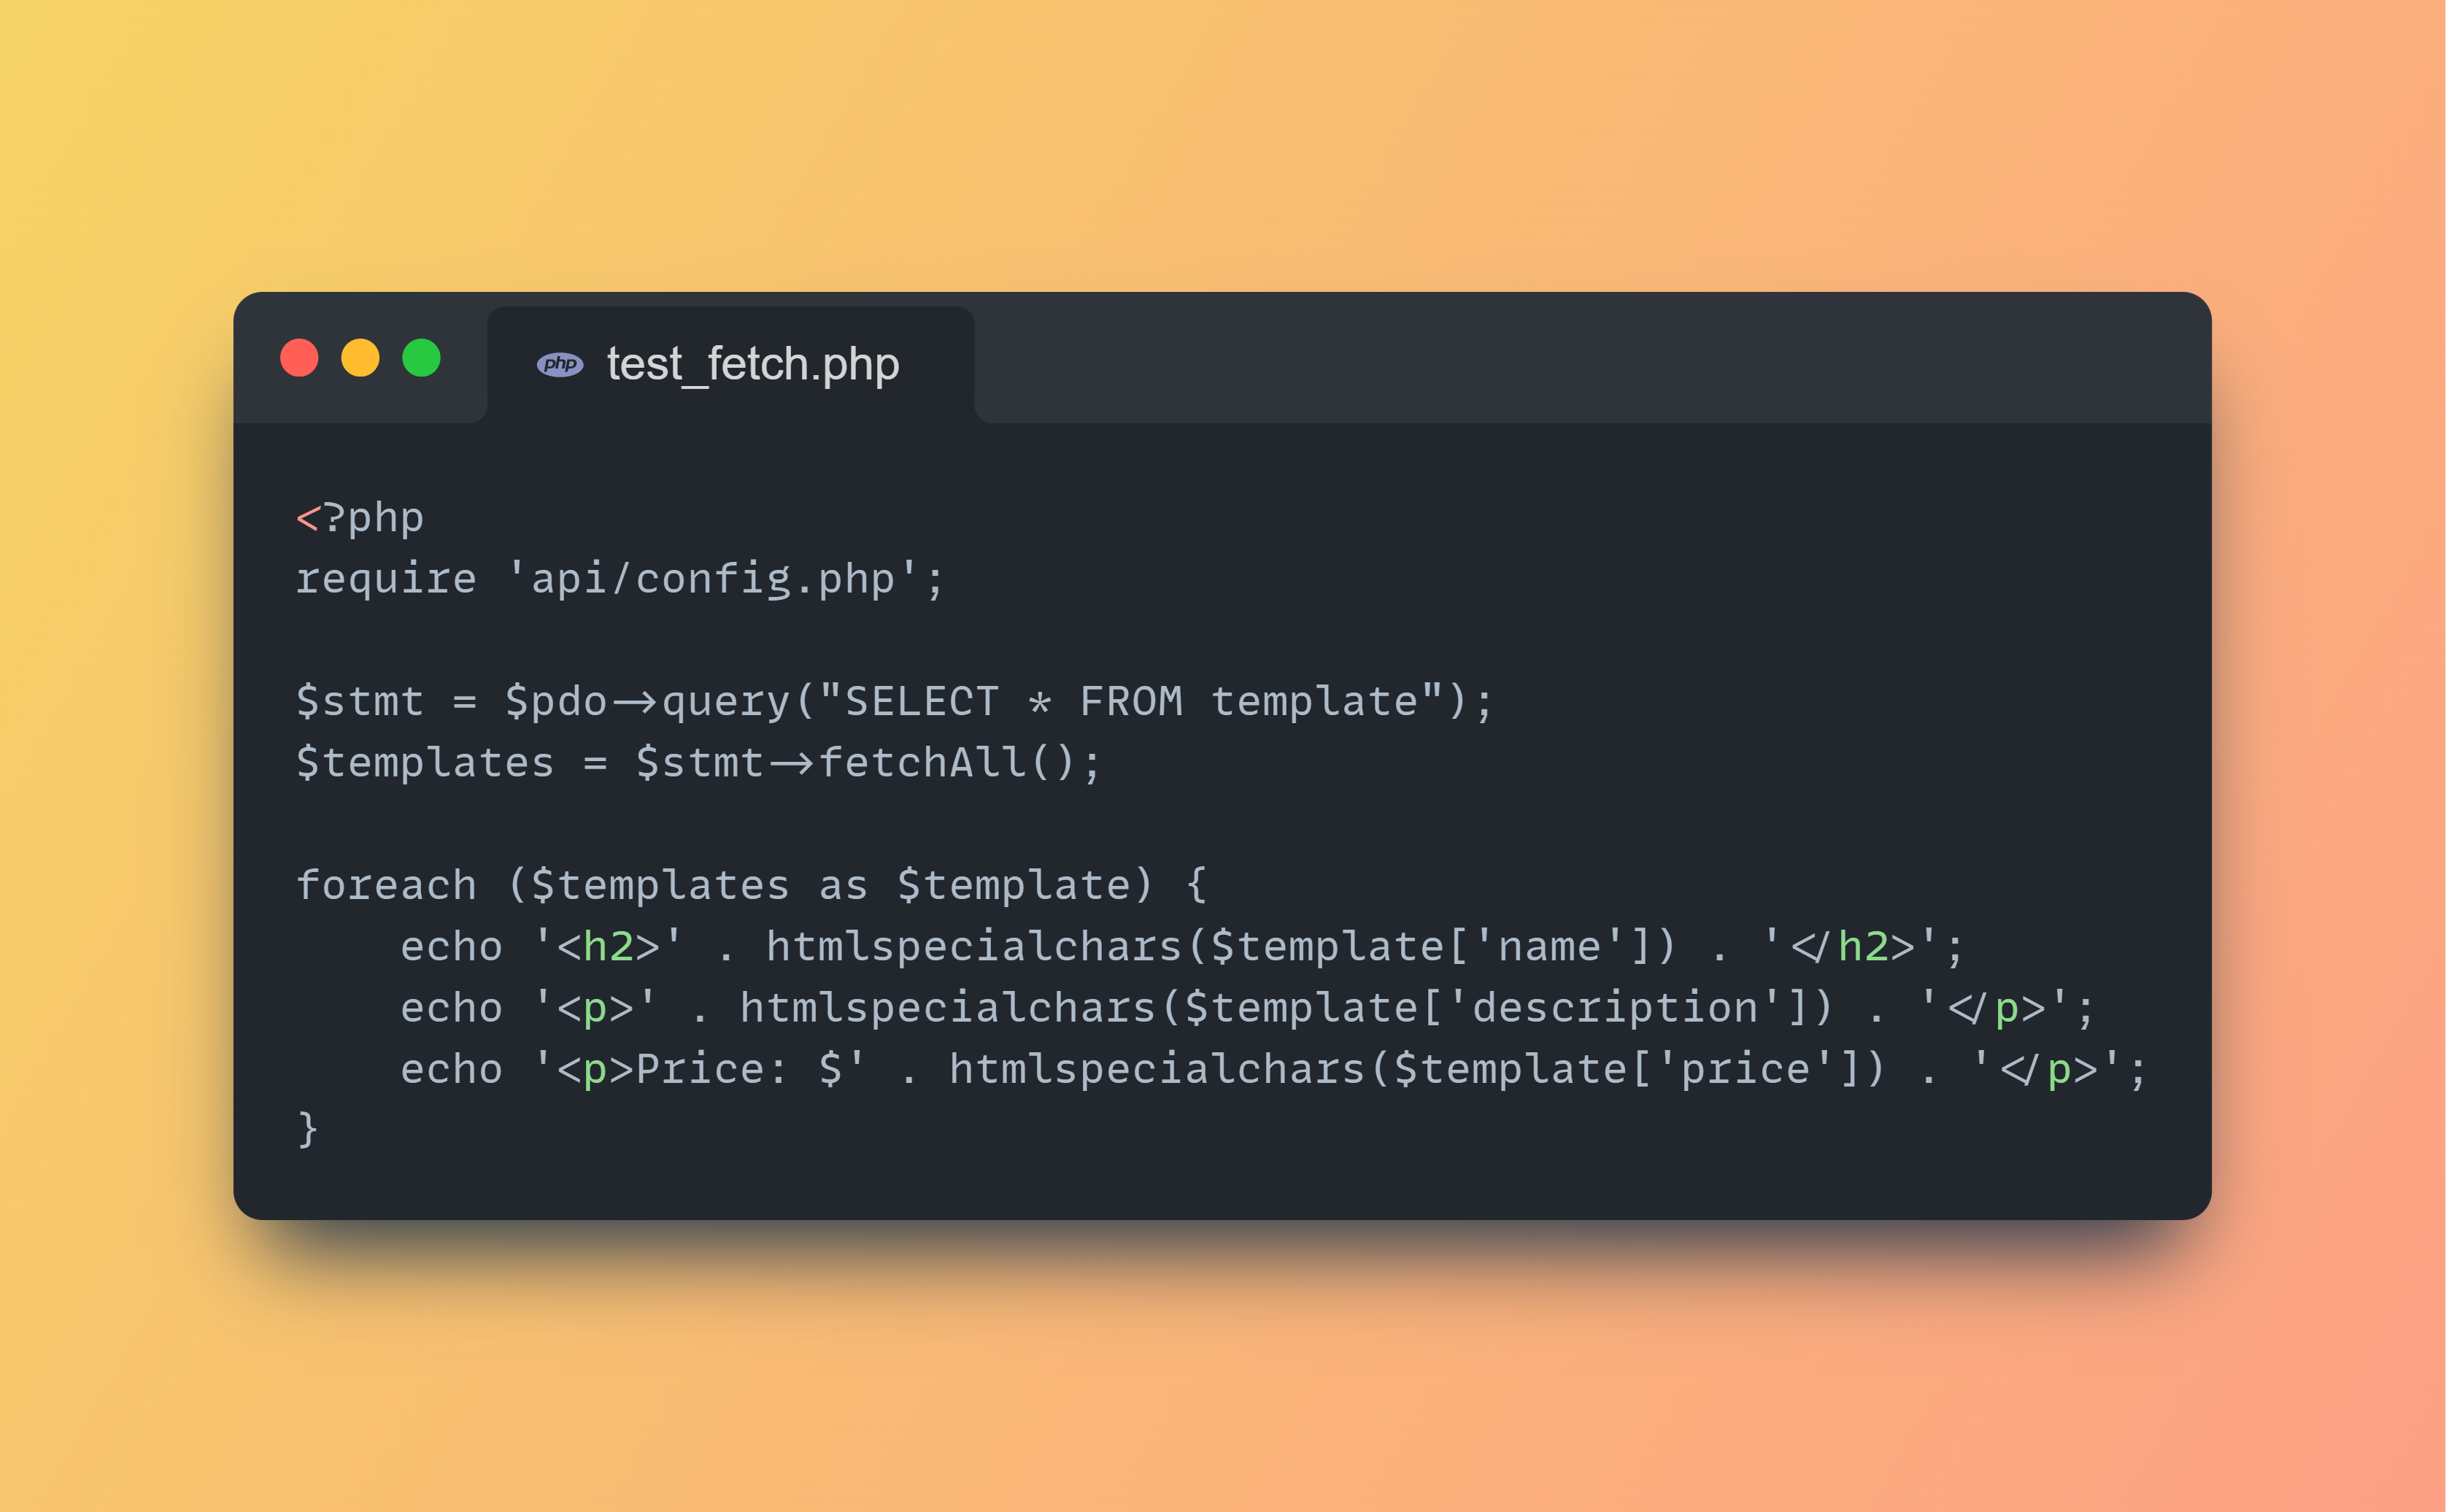 php test_fetch.php
<?php
require 'api/config.php';

$stmt = $pdo->query("SELECT * FROM template");
$templates = $stmt->fetchAll();

foreach ($templates as $template) {
    echo '<h2>' . htmlspecialchars($template['name']) . '</h2>';
    echo '<p>' . htmlspecialchars($template['description']) . '</p>';
    echo '<p>Price: $' . htmlspecialchars($template['price']) . '</p>';
}